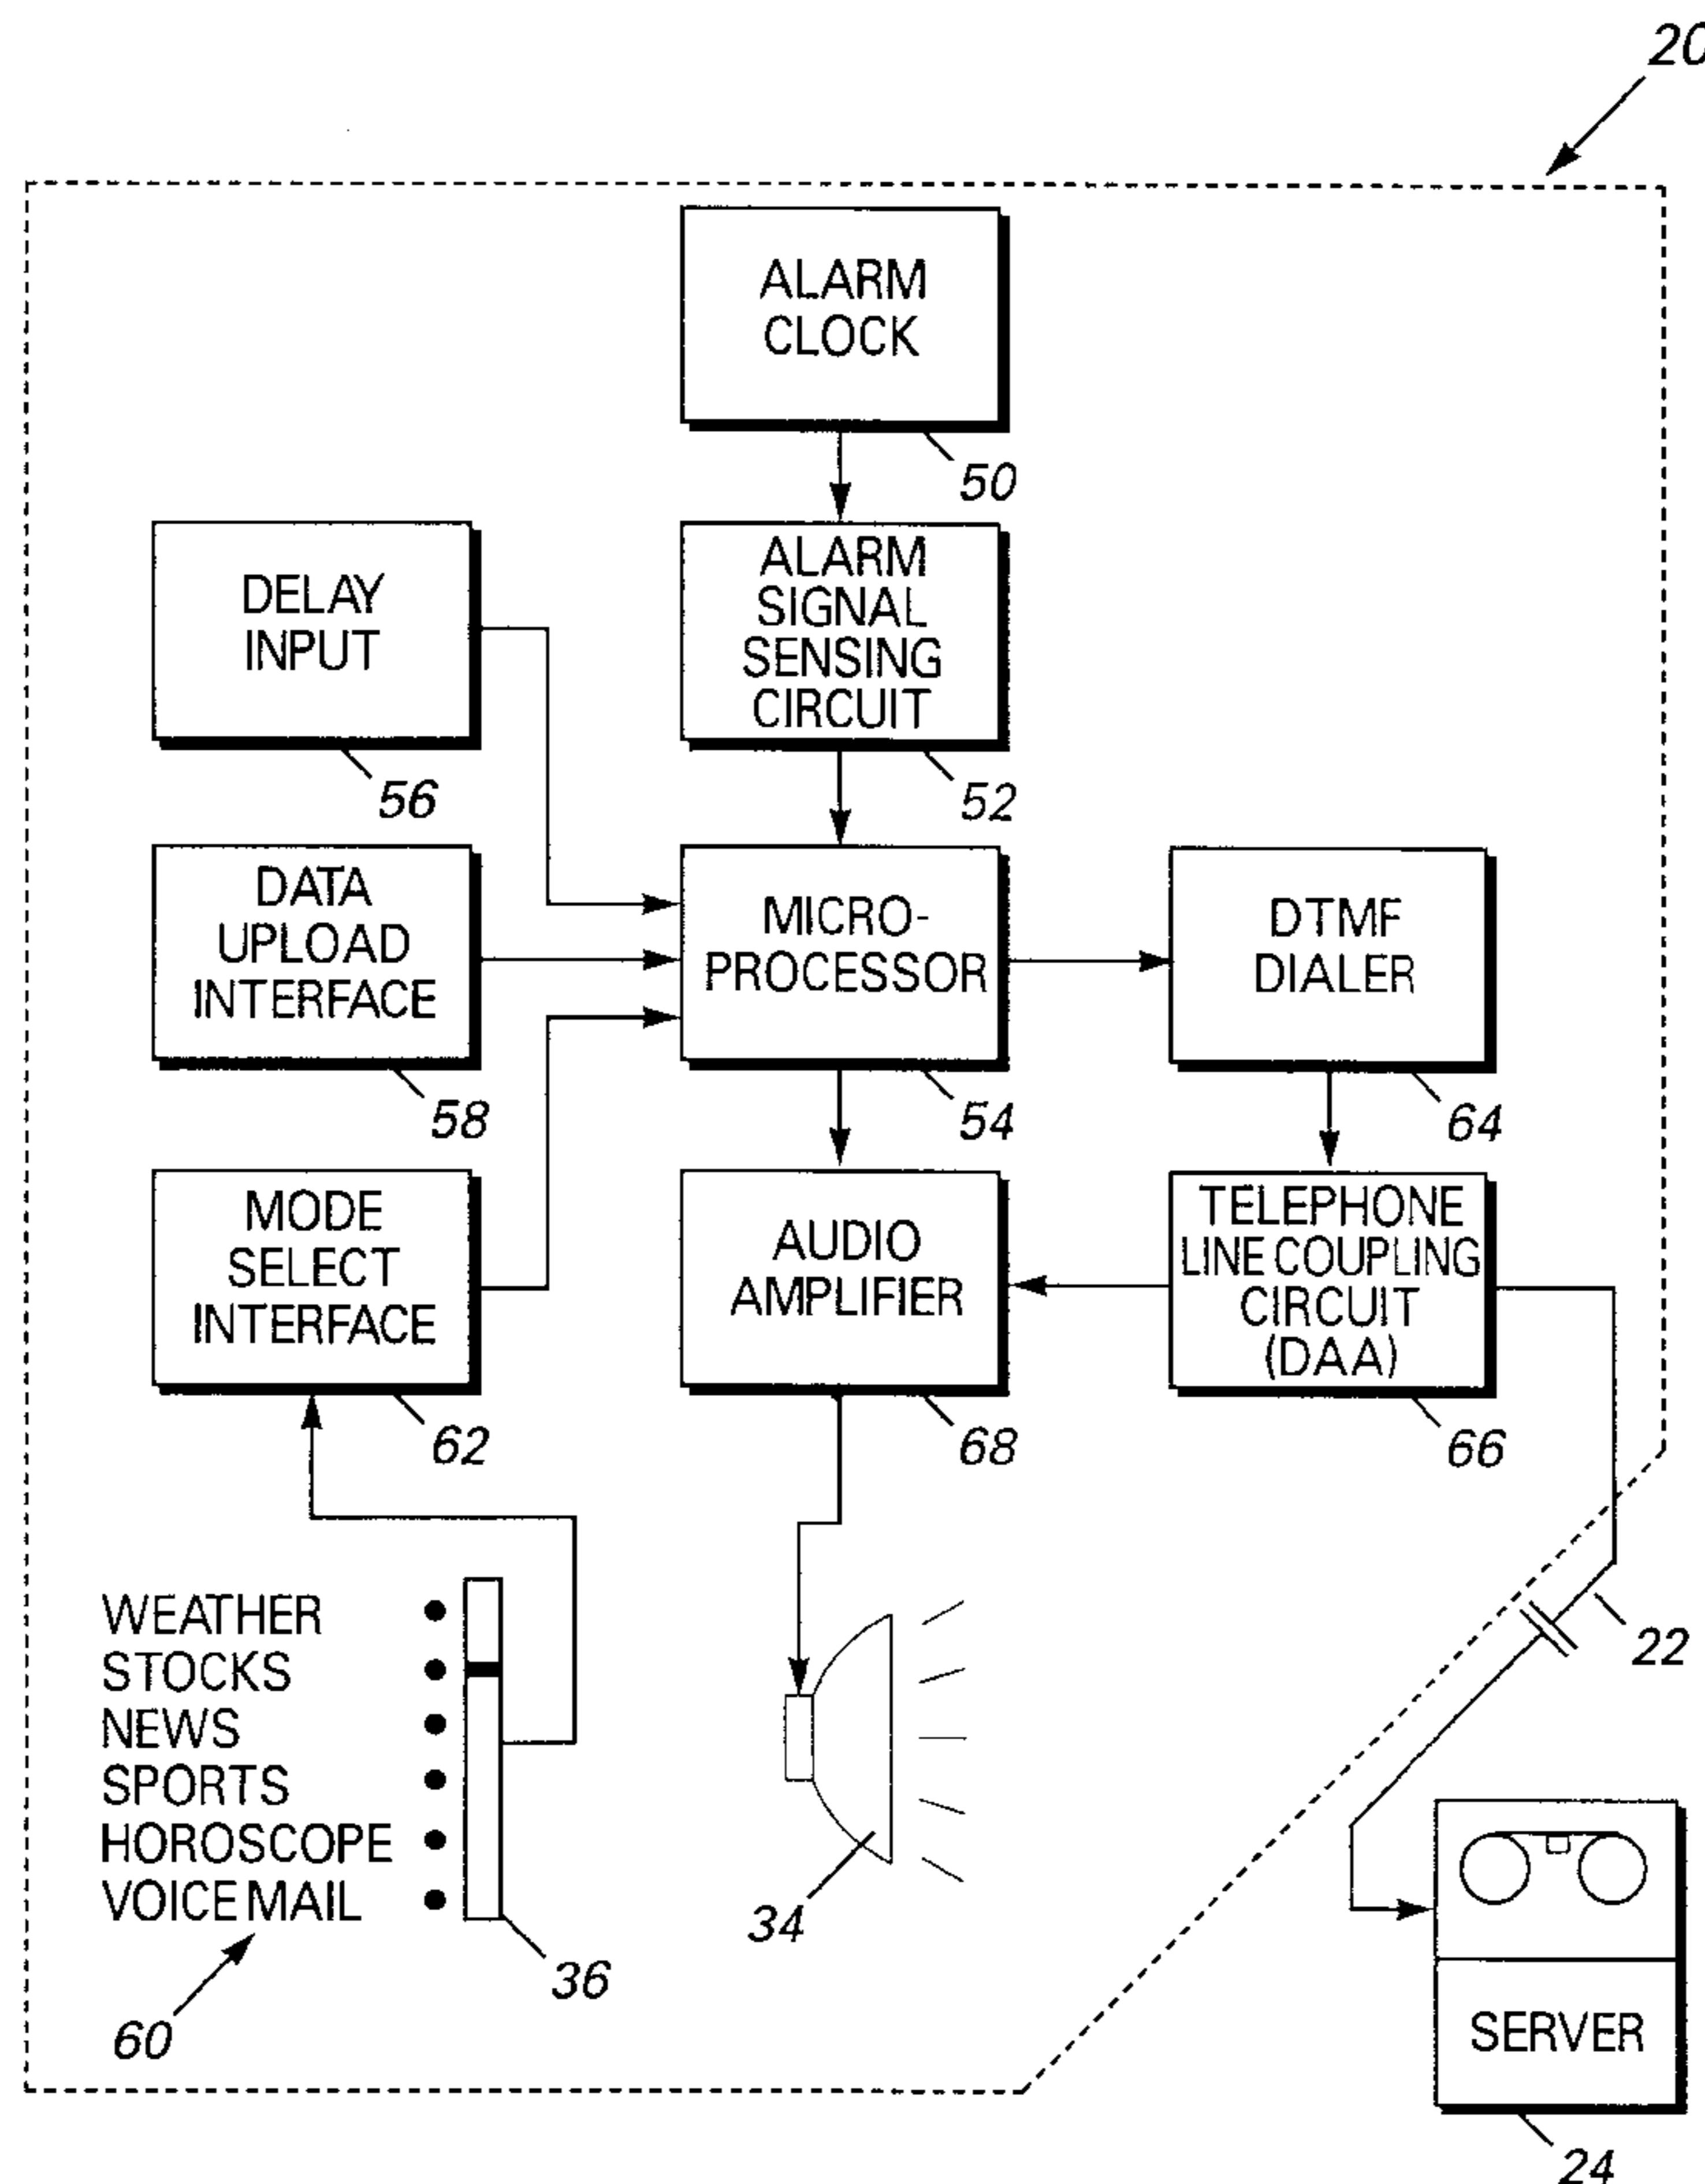 20
ALARM
CLOCK
50
DELAY
INPUT
56
ALARM
SIGNAL
SENSING
CIRCUIT
52
DATA
UPLOAD
INTERFACE
58
MICRO-
PROCESSOR
54
DTMF
DIALER
64
MODE
SELECT
INTERFACE
62
AUDIO
AMPLIFIER
68
TELEPHONE
LINE COUPLING
CIRCUIT
(DAA)
66
WEATHER
STOCKS
NEWS
SPORTS
HOROSCOPE
VOICE MAIL
60
36
34
22
SERVER
24